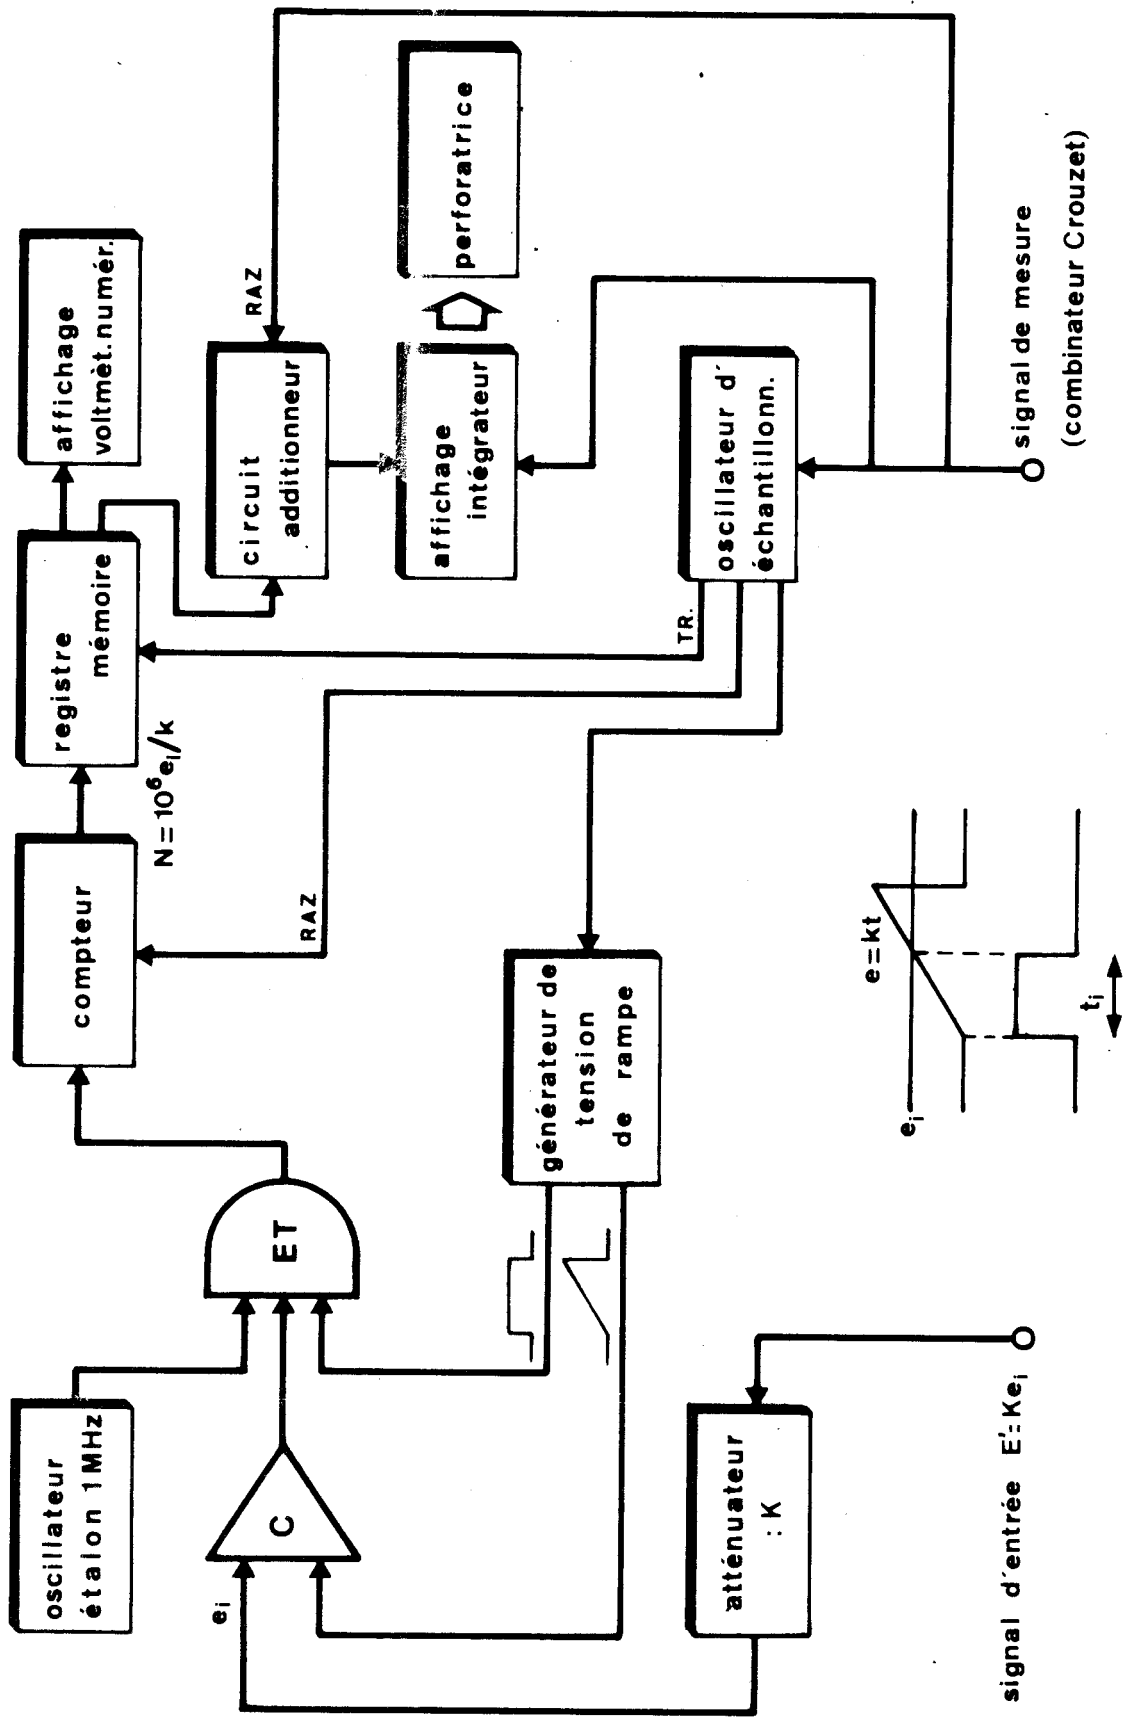 oscillateur
étalon 1MHz
ET
compteur
registre
mémoire
affichage
voltmèt.numér.
N=10⁶eᵢ/k
RAZ
C
eᵢ
circuit
additionneur
RAZ
affichage
intégrateur
perforatrice
générateur de
tension
de rampe
TR.
oscillateur d'
échantillonn.
atténuateur
:K
eᵢ
e=kt
tᵢ
signal d'entrée E'=Keᵢ
signal de mesure
(combinateur Crouzet)